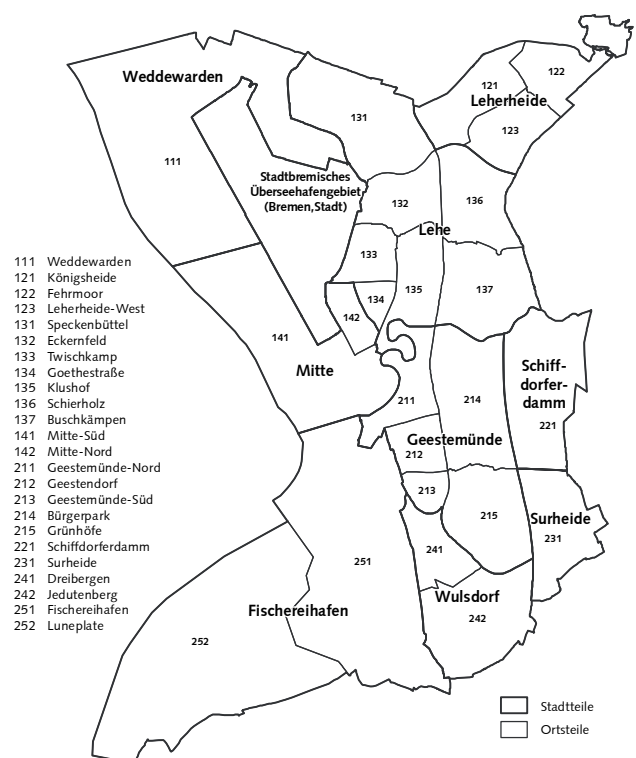 122
121
Weddewarden
Leherheide
131
123
111
Stadtbremisches
Überseehafengebiet
(Bremen,Stadt)
132
136
Lehe
133
135
137
134
142
141
Mitte
211
214
Schiff-
dorfer-
damm
221
Geestemünde
212
213
215
Surheide
231
241
251
Wulsdorf
242
Fischereihafen
252
111 Weddewarden
121 Königsheide
122 Fehrmoor
123 Leherheide-West
131 Speckenbüttel
132 Eckernfeld
133 Twischkamp
134 Goethestraße
135 Klushof
136 Schierholz
137 Buschkämpen
141 Mitte-Süd
142 Mitte-Nord
211 Geestemünde-Nord
212 Geestendorf
213 Geestemünde-Süd
214 Bürgerpark
215 Grünhöfe
221 Schiffdorferdamm
231 Surheide
241 Dreibergen
242 Jedutenberg
251 Fischereihafen
252 Luneplate
Stadtteile
Ortsteile